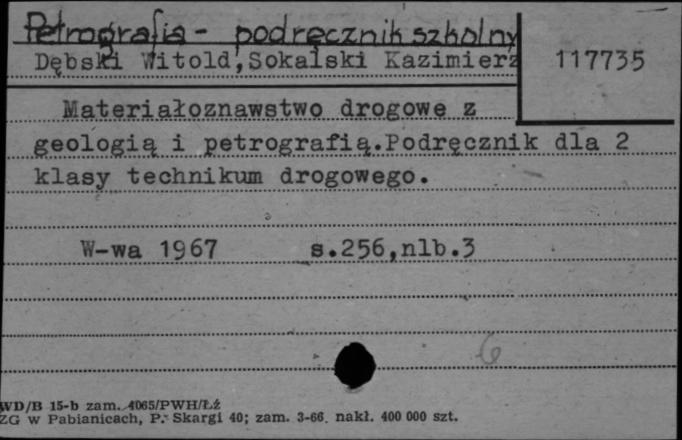 Petrografia - podręcznik szkolny
Dębski Witold,Sokalski Kazimierz
117735
Materiałoznawstwo drogowe z
geologią i petrografią.Podręcznik dla 2
klasy technikum drogowego.
W-wa 1967 s.256,nlb.3
6
WD/B 15-b zam. 4065/PWH/Łź
ZG w Pabianicach, P. Skargi 40; zam. 3-66. nakł. 400 000 szt.